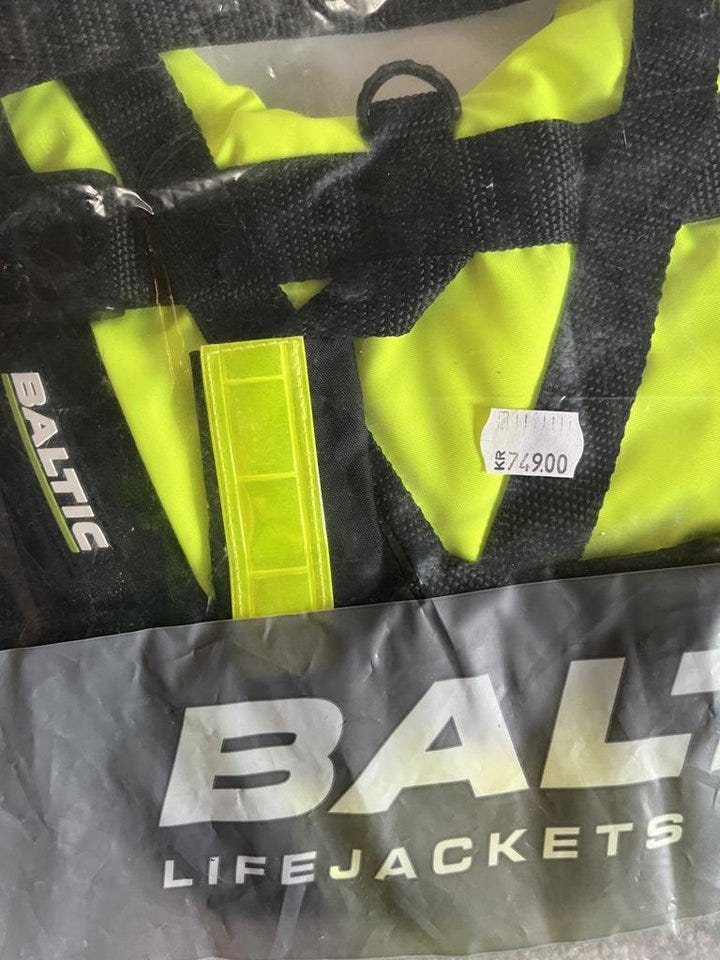 BALTIC
KR 749.00
BALT
LIFEJACKETS